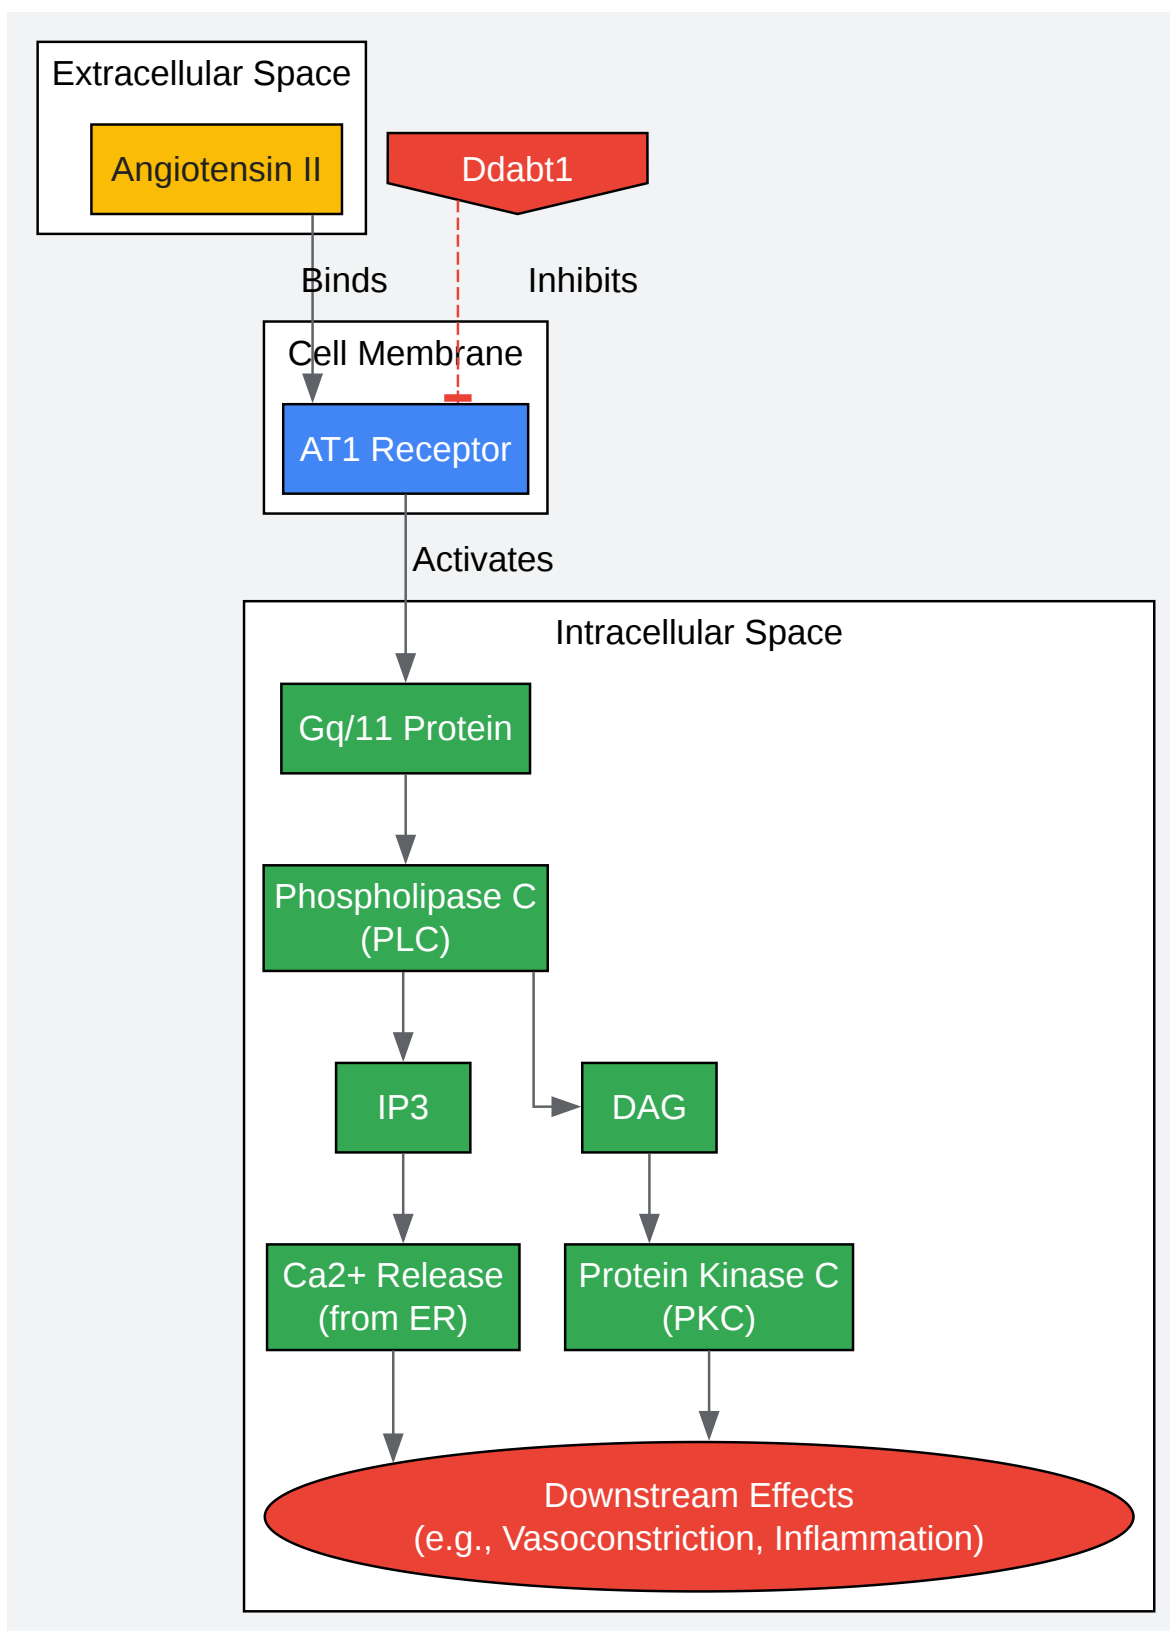 Extracellular Space
Angiotensin II
Ddabt1
Binds
Inhibits
Cell Membrane
AT1 Receptor
Activates
Intracellular Space
Gq/11 Protein
Phospholipase C
(PLC)
IP3
DAG
Ca2+ Release
(from ER)
Protein Kinase C
(PKC)
Downstream Effects
(e.g., Vasoconstriction, Inflammation)